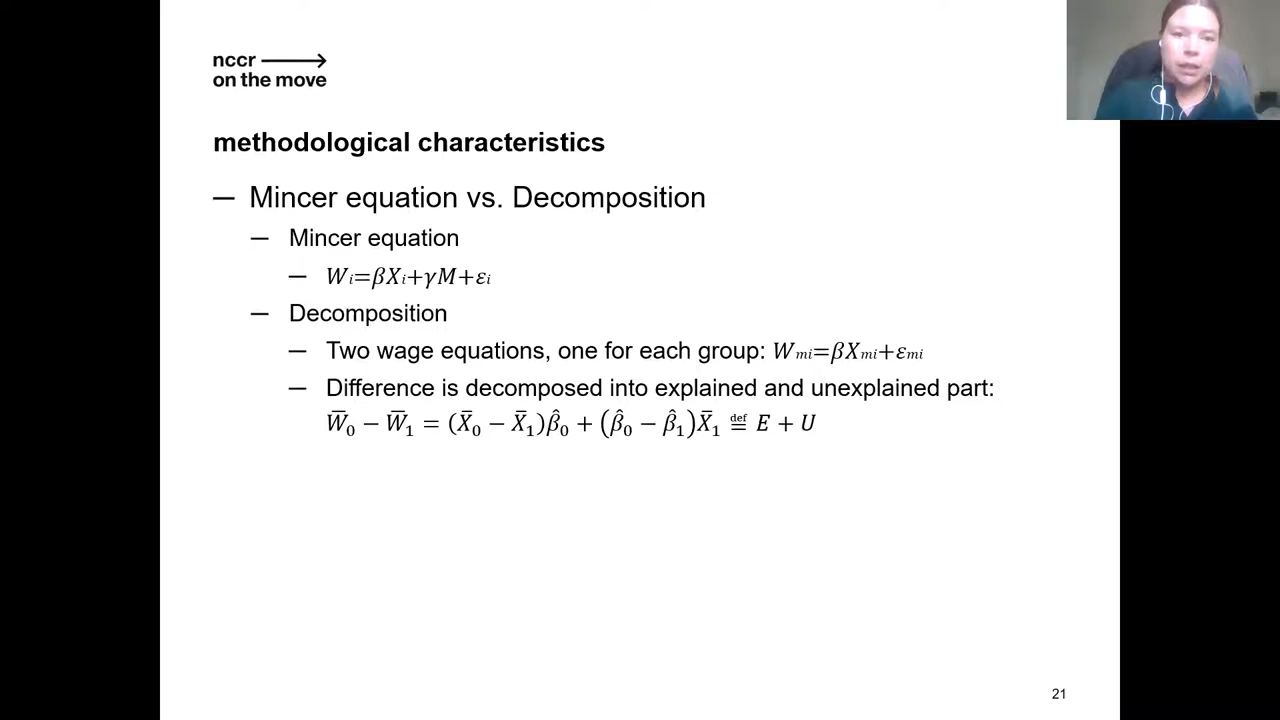 nccr
on the move
methodological characteristics
— Mincer equation vs. Decomposition
— Mincer equation
— Wᵢ=βXᵢ+γM+εᵢ
— Decomposition
— Two wage equations, one for each group: Wₘᵢ=βXₘᵢ+εₘᵢ
— Difference is decomposed into explained and unexplained part:
W̄₀ − W̄₁ = (X̄₀ − X̄₁)β̂₀ + (β̂₀ − β̂₁)X̄₁ ≝ E + U
21